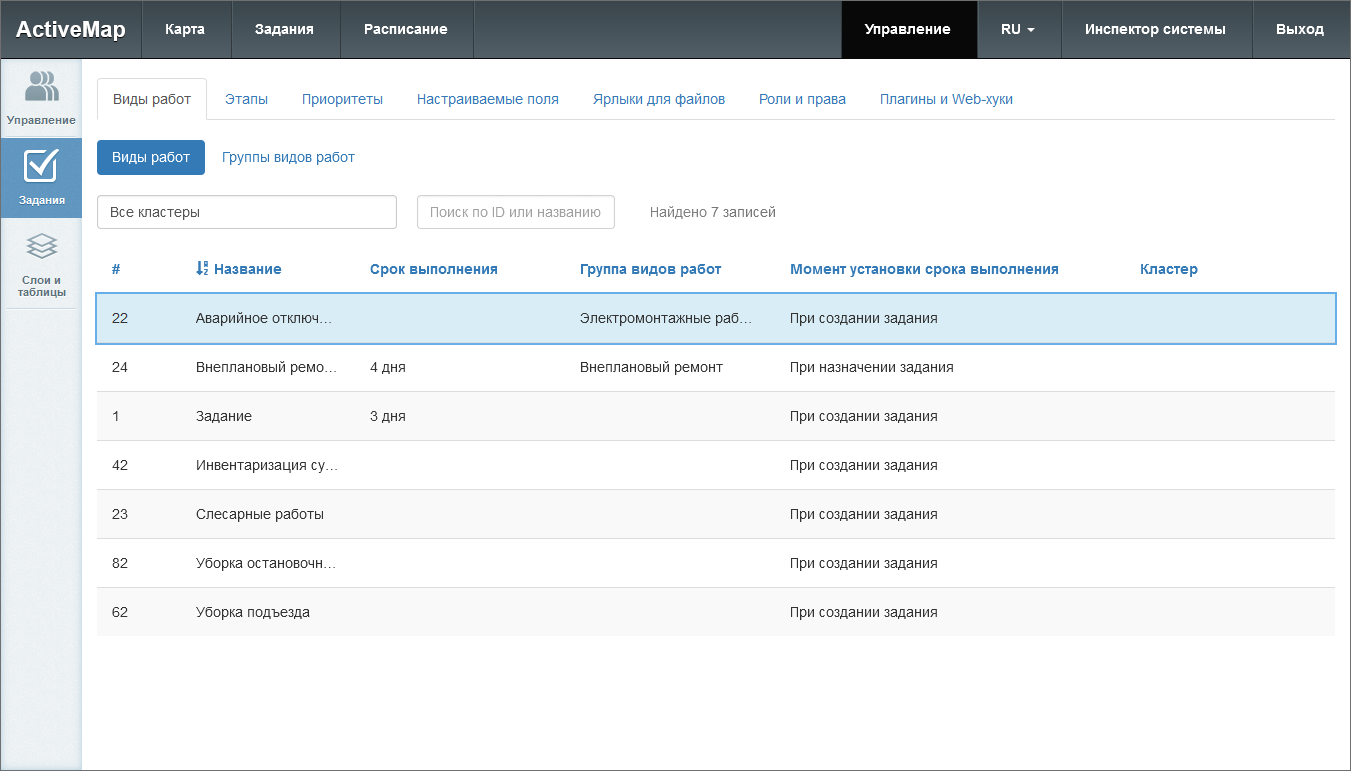 ActiveMap Карта Задания Расписание Управление RU Инспектор системы Выход
Управление
Задания
Слои и
таблицы
Виды работ Этапы Приоритеты Настраиваемые поля Ярлыки для файлов Роли и права Плагины и Web-хуки
Виды работ Группы видов работ
Все кластеры Поиск по ID или названию Найдено 7 записей
# Название Срок выполнения Группа видов работ Момент установки срока выполнения Кластер
22 Аварийное отключ… Электромонтажные раб… При создании задания
24 Внеплановый ремо… 4 дня Внеплановый ремонт При назначении задания
1 Задание 3 дня При создании задания
42 Инвентаризация су… При создании задания
23 Слесарные работы При создании задания
82 Уборка остановочн… При создании задания
62 Уборка подъезда При создании задания